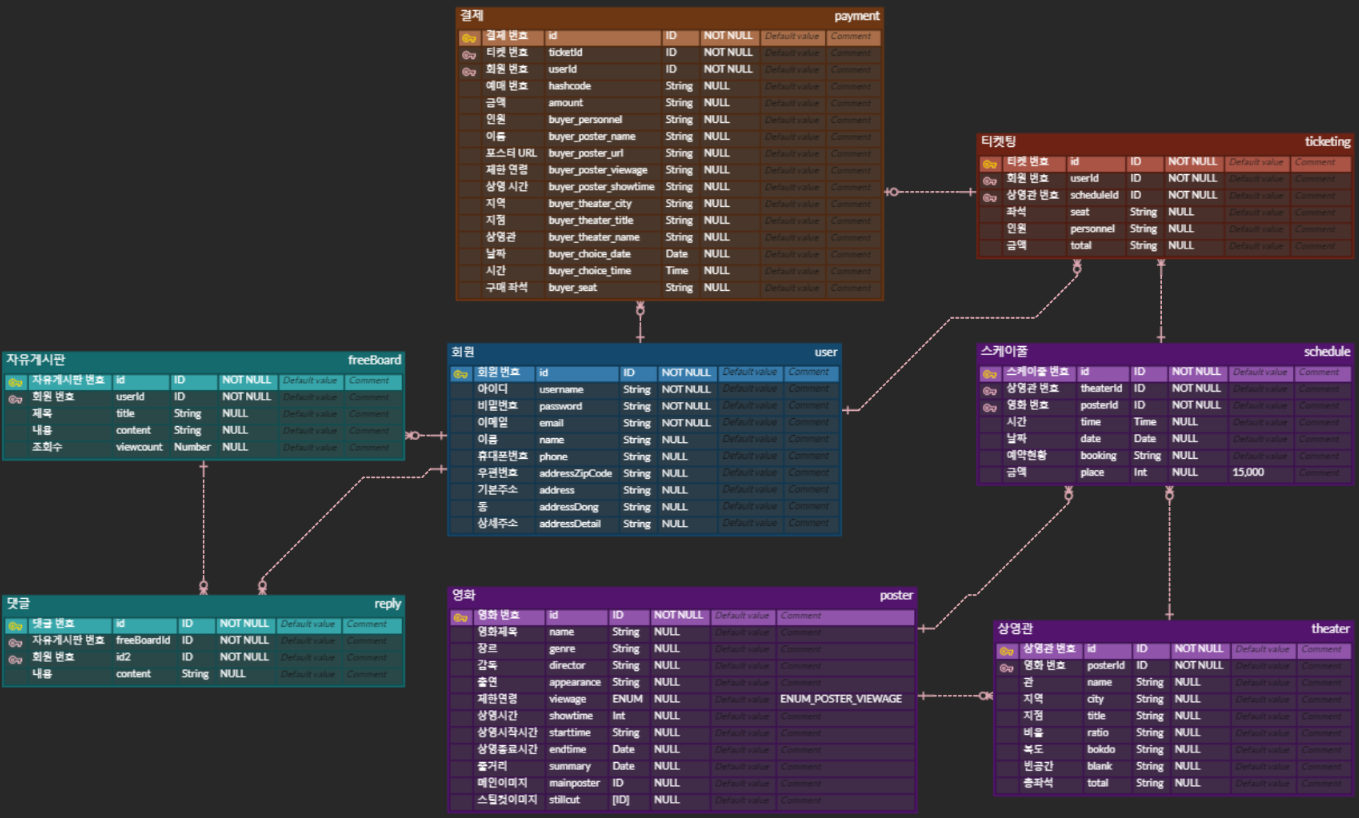 결제 payment
결제 번호 id ID NOT NULL Default value Comment
티켓 번호 ticketId ID NOT NULL Default value Comment
회원 번호 userId ID NOT NULL Default value Comment
예매 번호 hashcode String NULL Default value Comment
금액 amount String NULL Default value Comment
인원 buyer_personnel String NULL Default value Comment
이름 buyer_poster_name String NULL Default value Comment
포스터 URL buyer_poster_url String NULL Default value Comment
제한 연령 buyer_poster_viewage String NULL Default value Comment
상영 시간 buyer_poster_showtime String NULL Default value Comment
지역 buyer_theater_city String NULL Default value Comment
지점 buyer_theater_title String NULL Default value Comment
상영관 buyer_theater_name String NULL Default value Comment
날짜 buyer_choice_date Date NULL Default value Comment
시간 buyer_choice_time Time NULL Default value Comment
구매 좌석 buyer_seat String NULL Default value Comment
티켓팅 ticketing
티켓 번호 id ID NOT NULL Default value Comment
회원 번호 userId ID NOT NULL Default value Comment
상영관 번호 scheduleId ID NOT NULL Default value Comment
좌석 seat String NULL Default value Comment
인원 personnel String NULL Default value Comment
금액 total String NULL Default value Comment
자유게시판 freeBoard
자유게시판 번호 id ID NOT NULL Default value Comment
회원 번호 userId ID NOT NULL Default value Comment
제목 title String NULL Default value Comment
내용 content String NULL Default value Comment
조회수 viewcount Number NULL Default value Comment
회원 user
회원 번호 id ID NOT NULL Default value Comment
아이디 username String NOT NULL Default value Comment
비밀번호 password String NOT NULL Default value Comment
이메일 email String NOT NULL Default value Comment
이름 name String NULL Default value Comment
휴대폰번호 phone String NULL Default value Comment
우편번호 addressZipCode String NULL Default value Comment
기본주소 address String NULL Default value Comment
동 addressDong String NULL Default value Comment
상세주소 addressDetail String NULL Default value Comment
스케이풀 schedule
스케이풀 번호 id ID NOT NULL Default value Comment
상영관 번호 theaterId ID NOT NULL Default value Comment
영화 번호 posterId ID NOT NULL Default value Comment
시간 time Time NULL Default value Comment
날짜 date Date NULL Default value Comment
예약현황 booking String NULL Default value Comment
금액 place Int NULL 15,000 Comment
댓글 reply
댓글 번호 id ID NOT NULL Default value Comment
자유게시판 번호 freeBoardId ID NOT NULL Default value Comment
회원 번호 id2 ID NOT NULL Default value Comment
내용 content String NULL Default value Comment
영화 poster
영화 번호 id ID NOT NULL Default value Comment
영화제목 name String NULL Default value Comment
장르 genre String NULL Default value Comment
감독 director String NULL Default value Comment
출연 appearance String NULL Default value Comment
제한연령 viewage ENUM NULL Default value ENUM_POSTER_VIEWAGE
상영시간 showtime Int NULL Default value Comment
상영시작시간 starttime String NULL Default value Comment
상영종료시간 endtime Date NULL Default value Comment
줄거리 summary Date NULL Default value Comment
메인이미지 mainposter ID NULL Default value Comment
스틸컷이미지 stillcut [ID] NULL Default value Comment
상영관 theater
상영관 번호 id ID NOT NULL Default value Comment
영화 번호 posterId ID NOT NULL Default value Comment
관 name String NULL Default value Comment
지역 city String NULL Default value Comment
지점 title String NULL Default value Comment
비율 ratio String NULL Default value Comment
복도 bokdo String NULL Default value Comment
빈공간 blank String NULL Default value Comment
총좌석 total String NULL Default value Comment